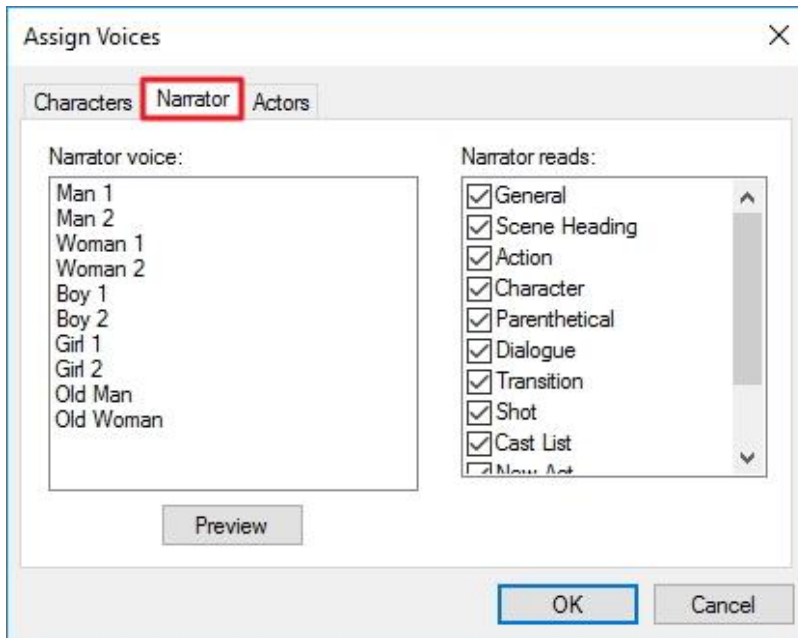 Assign Voices
Characters Narrator Actors
Narrator voice:
Man 1
Man 2
Woman 1
Woman 2
Boy 1
Boy 2
Girl 1
Girl 2
Old Man
Old Woman
Preview
Narrator reads:
General
Scene Heading
Action
Character
Parenthetical
Dialogue
Transition
Shot
Cast List
New Act
OK Cancel